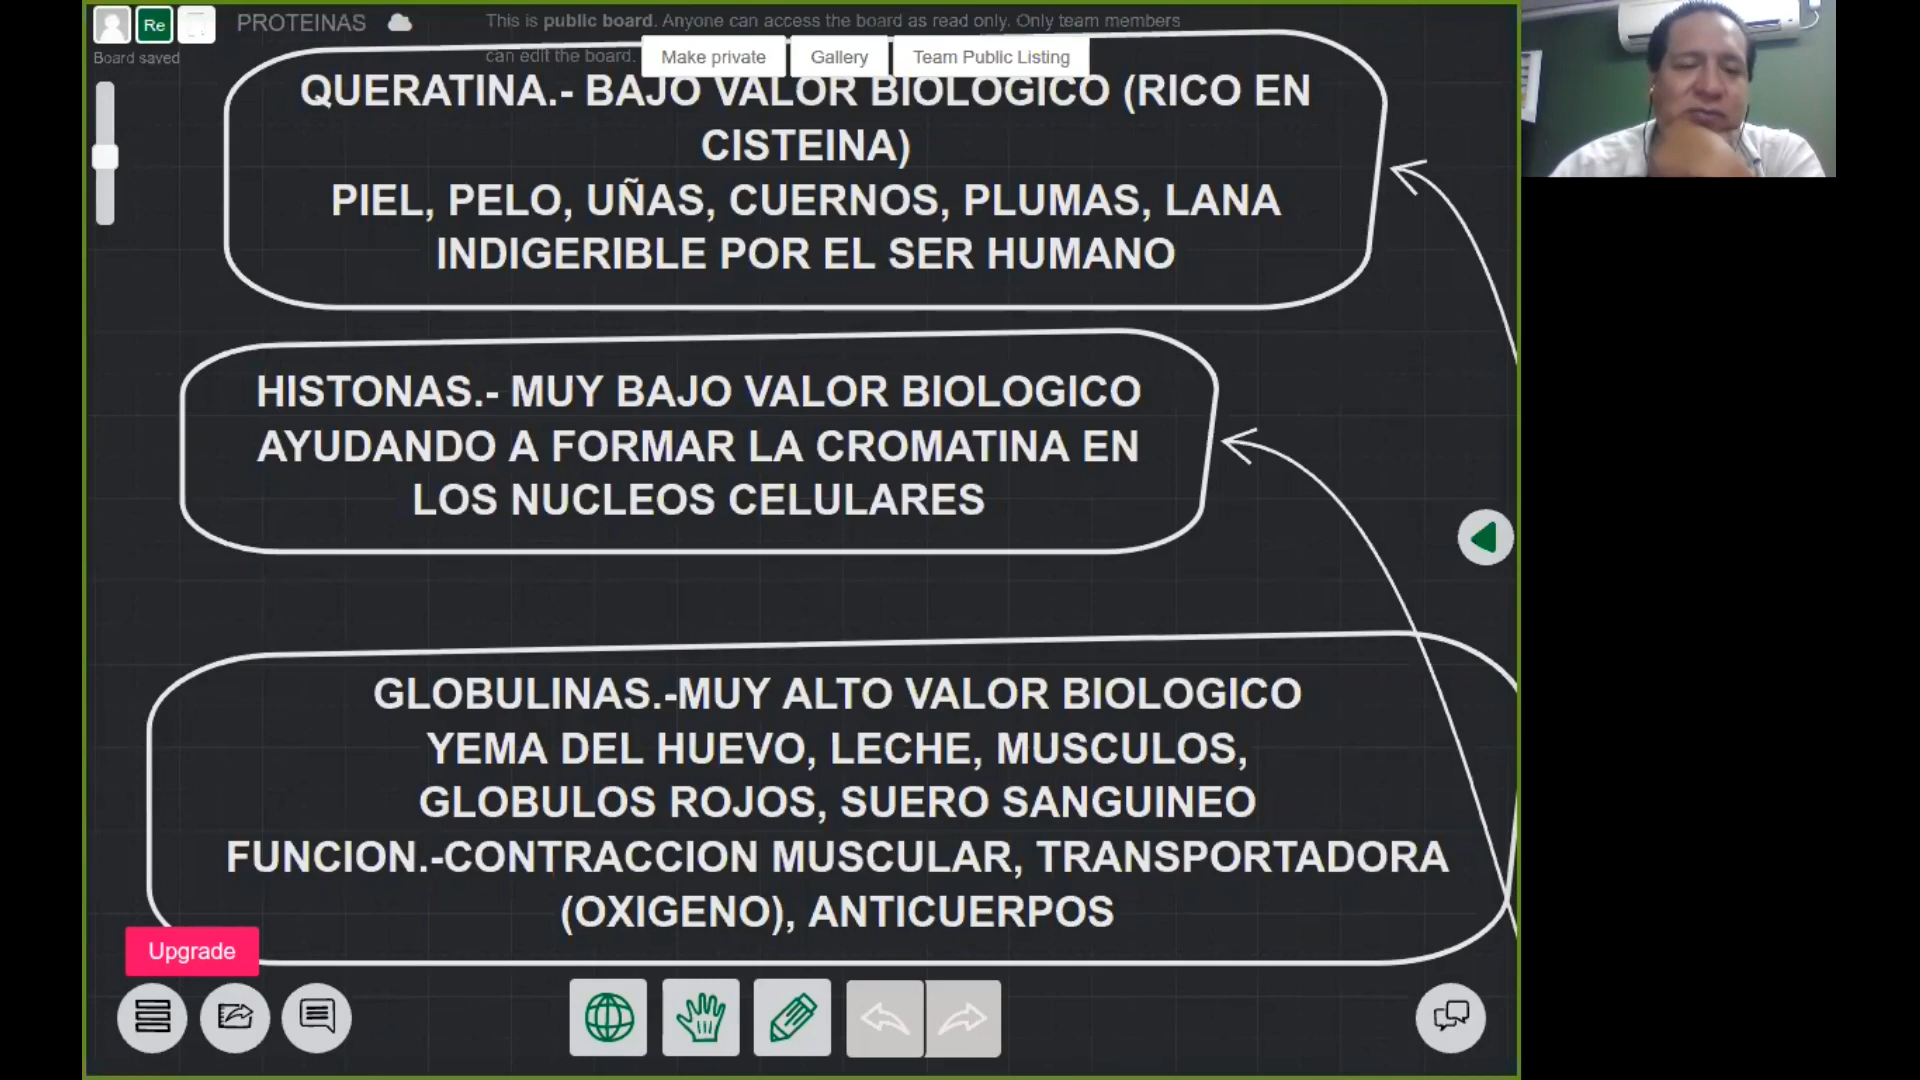 Re
PROTEINAS
This is public board. Anyone can access the board as read only. Only team members
can edit the board.
Make private
Gallery
Team Public Listing
Board saved
QUERATINA.- BAJO VALOR BIOLOGICO (RICO EN
CISTEINA)
PIEL, PELO, UÑAS, CUERNOS, PLUMAS, LANA
INDIGERIBLE POR EL SER HUMANO
HISTONAS.- MUY BAJO VALOR BIOLOGICO
AYUDANDO A FORMAR LA CROMATINA EN
LOS NUCLEOS CELULARES
GLOBULINAS.-MUY ALTO VALOR BIOLOGICO
YEMA DEL HUEVO, LECHE, MUSCULOS,
GLOBULOS ROJOS, SUERO SANGUINEO
FUNCION.-CONTRACCION MUSCULAR, TRANSPORTADORA
(OXIGENO), ANTICUERPOS
Upgrade